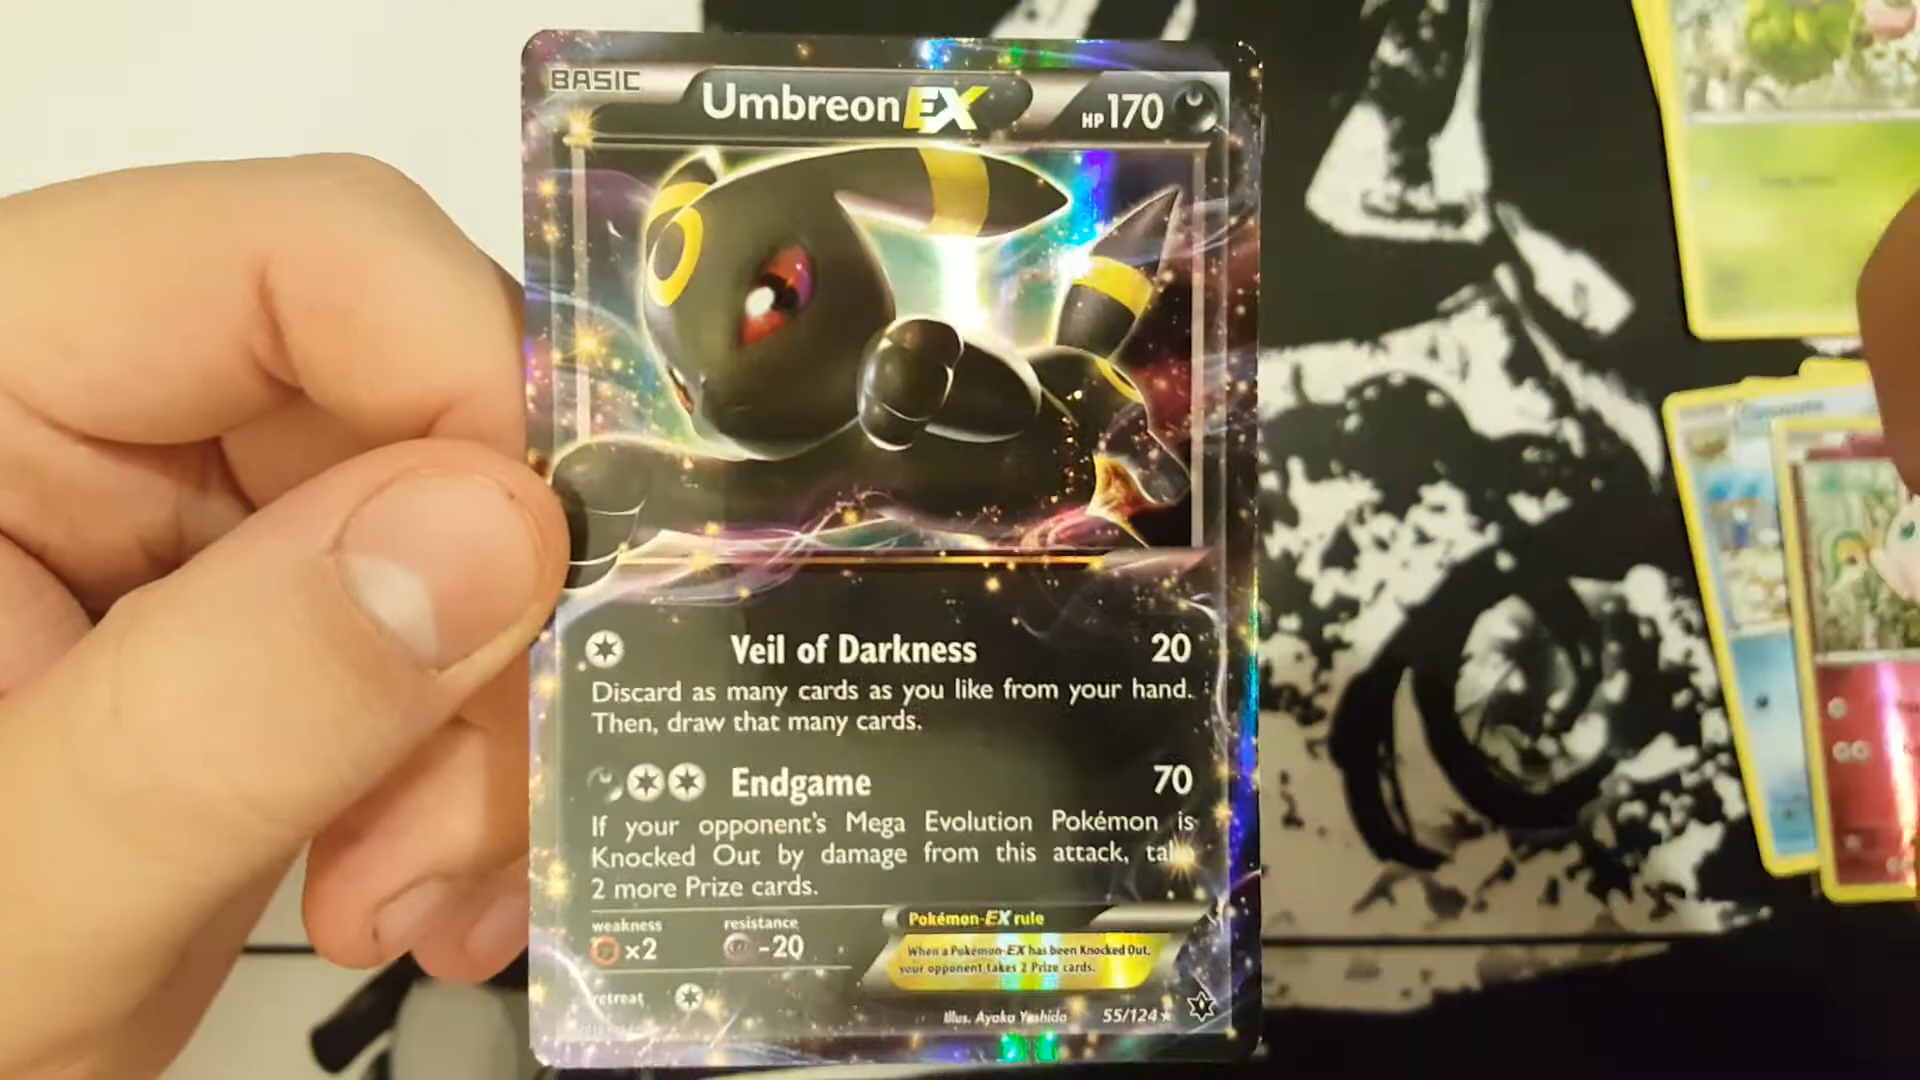 BASIC
Umbreon EX
HP 170
Veil of Darkness 20
Discard as many cards as you like from your hand.
Then, draw that many cards.
Endgame 70
If your opponent's Mega Evolution Pokémon is
Knocked Out by damage from this attack, take
2 more Prize cards.
weakness
×2
resistance
-20
retreat
Pokémon-EX rule
When a Pokémon-EX has been Knocked Out,
your opponent takes 2 Prize cards.
Illus. Ayaka Yoshida
55/124